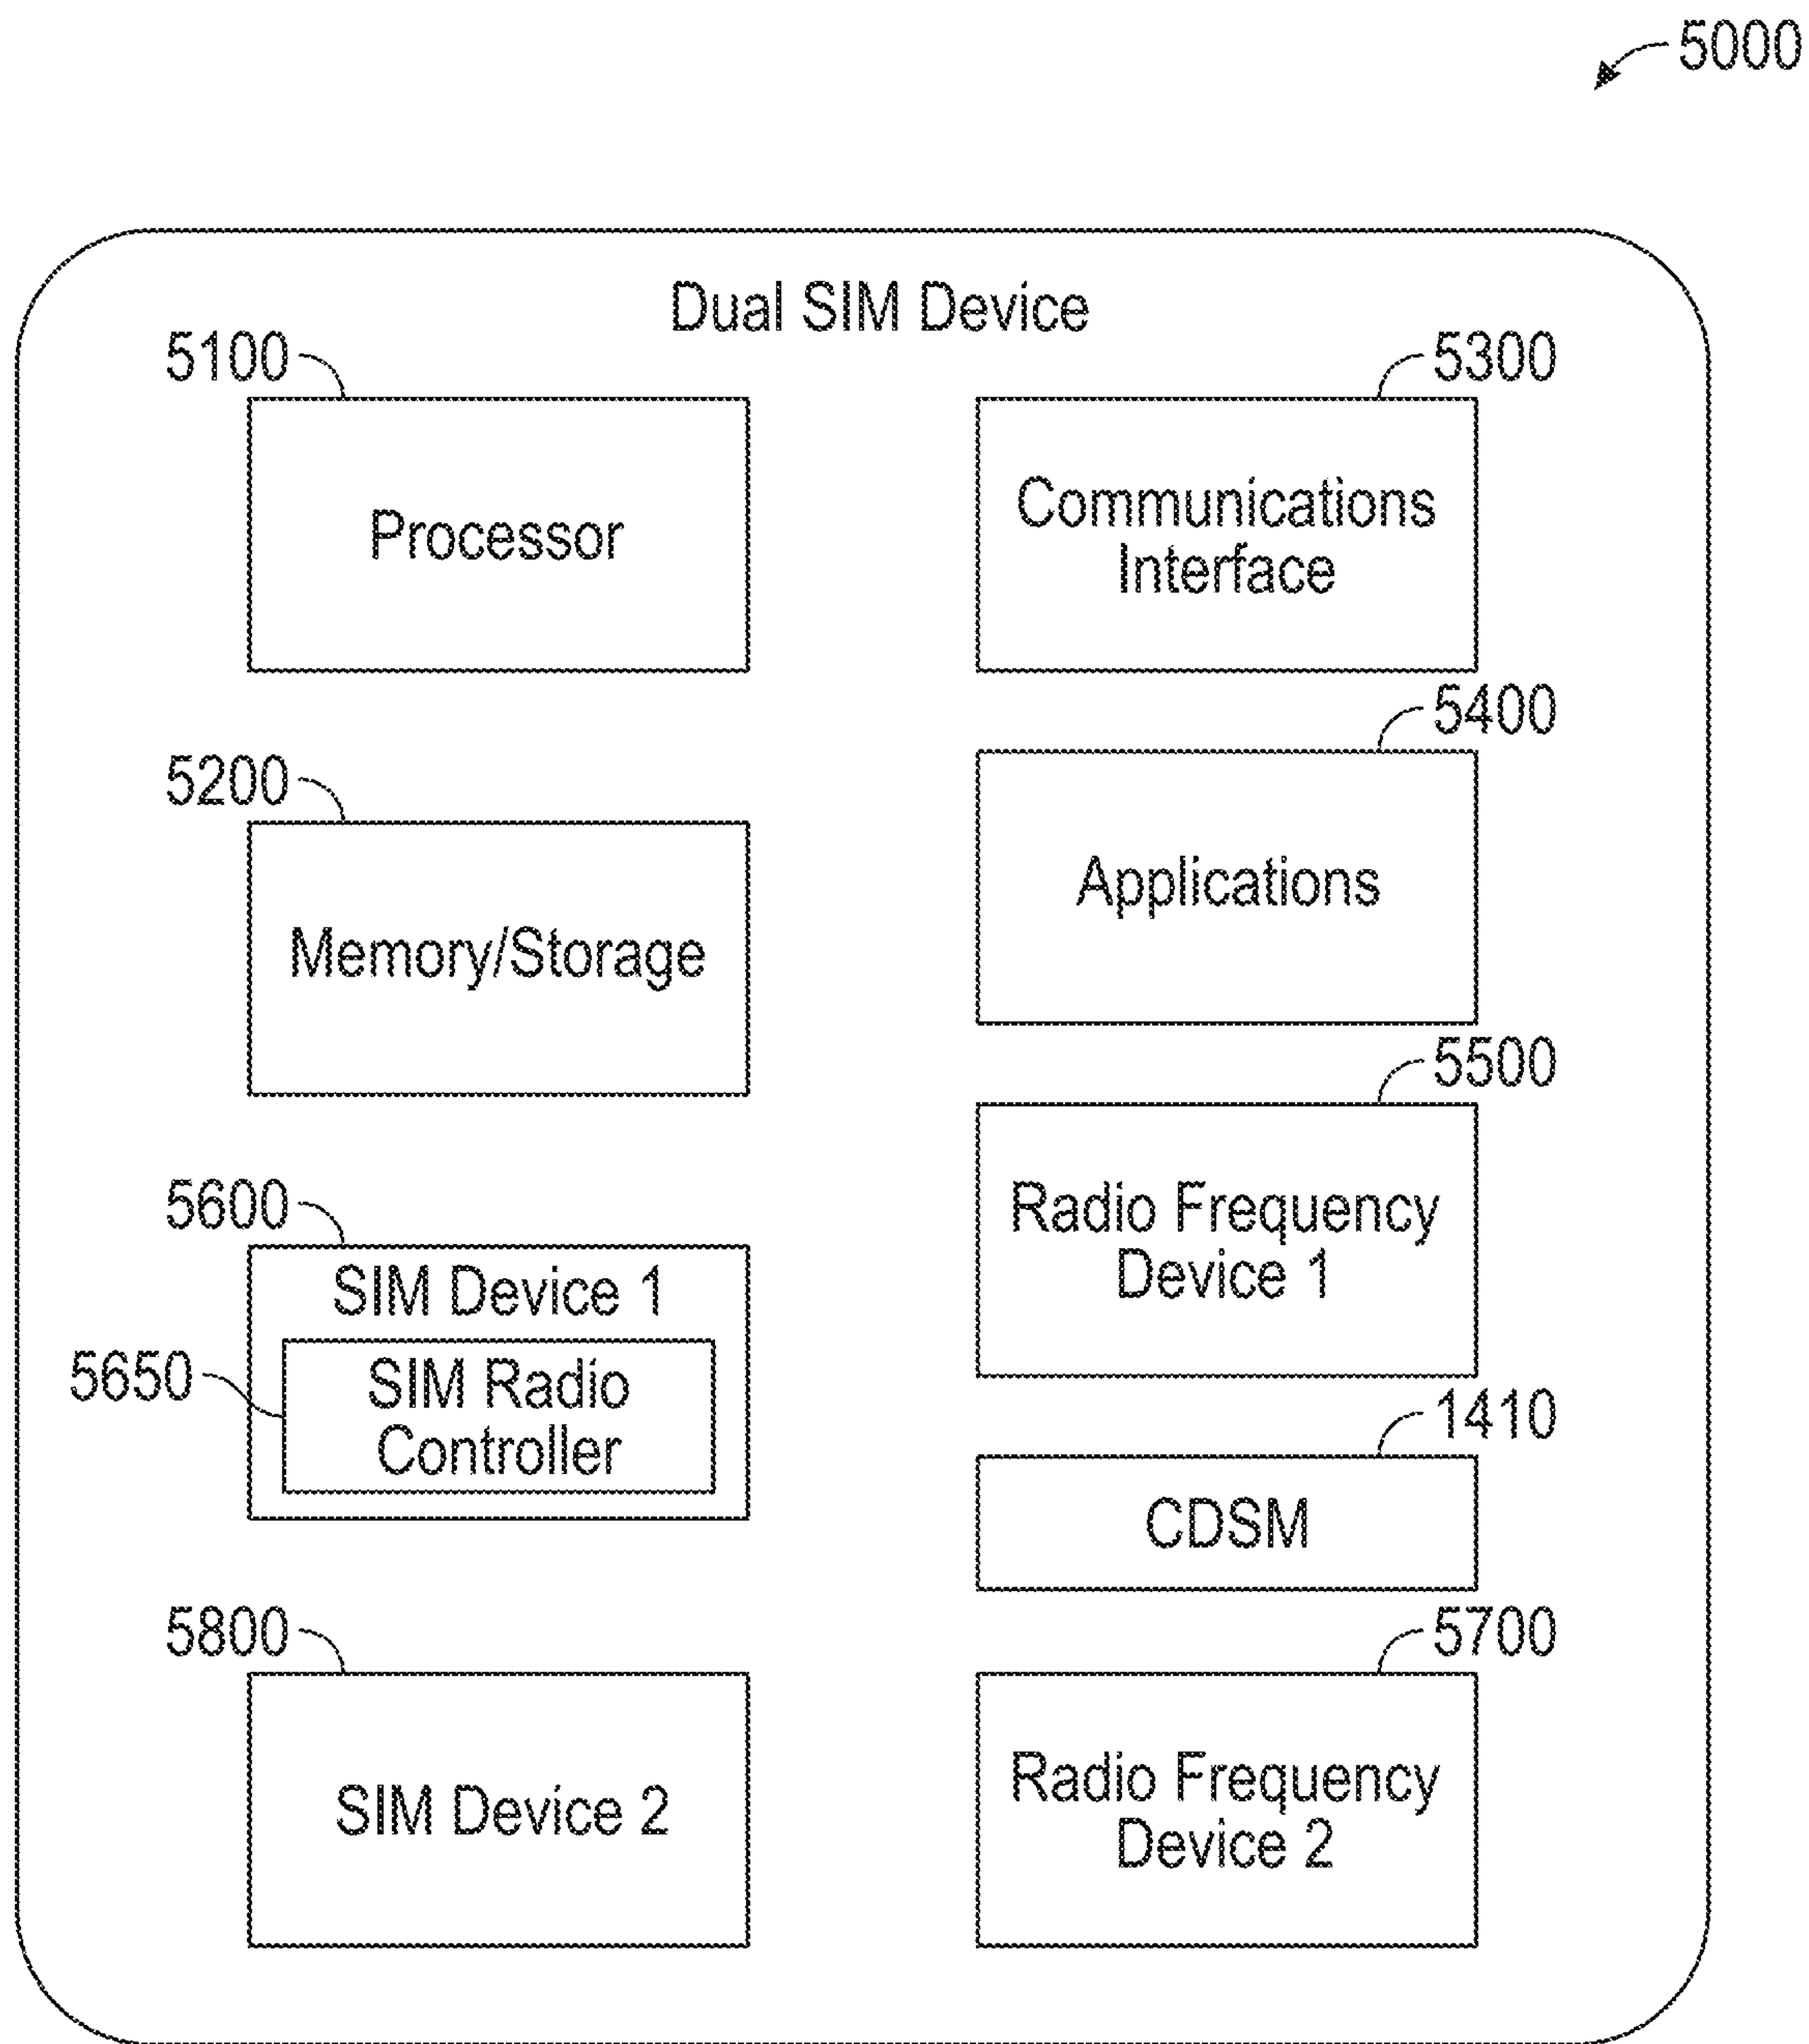 5000
Dual SIM Device
5100
Processor
5300
Communications
Interface
5200
Memory/Storage
5400
Applications
5600
SIM Device 1
5650
SIM Radio
Controller
5500
Radio Frequency
Device 1
1410
CDSM
5800
SIM Device 2
5700
Radio Frequency
Device 2